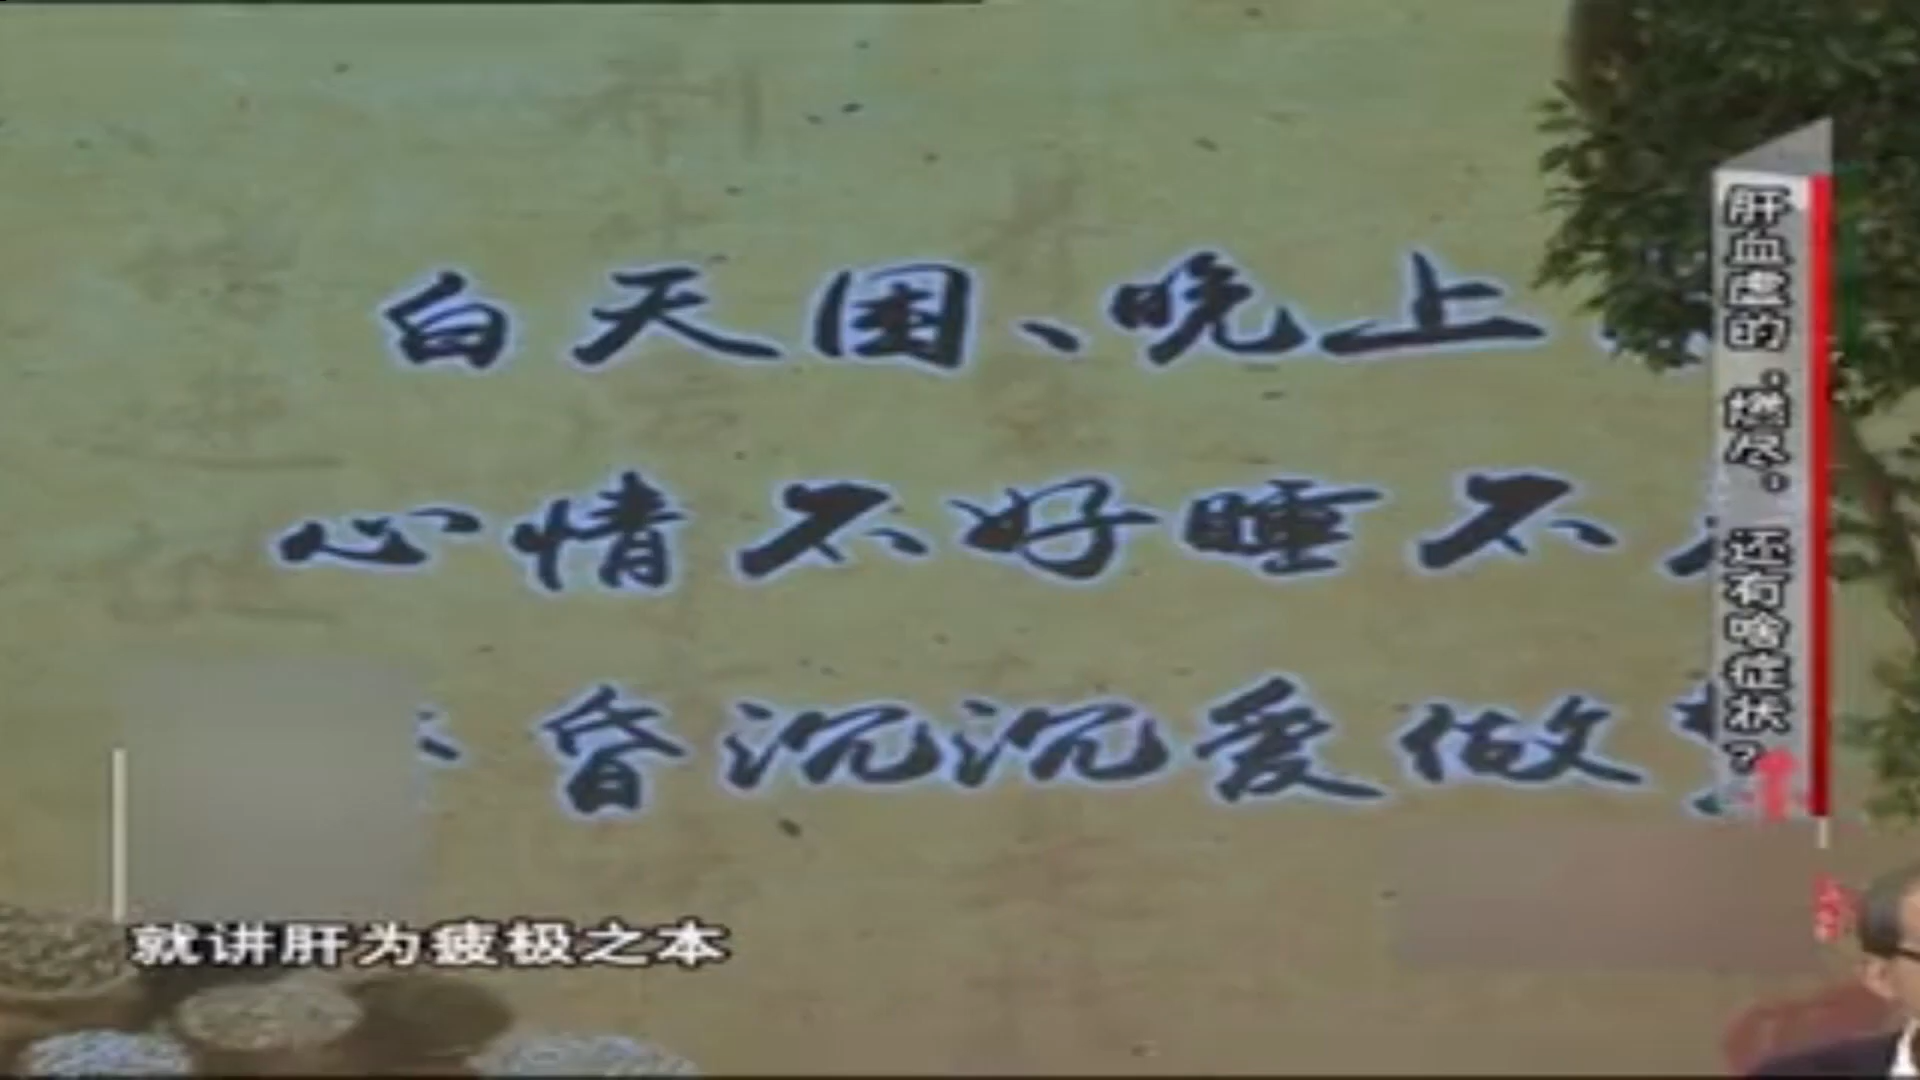 白天困、晚上
心情不好睡不
昏沉沉爱做
肝血虚的“燃尽”还有啥症状?
就讲肝为疲极之本